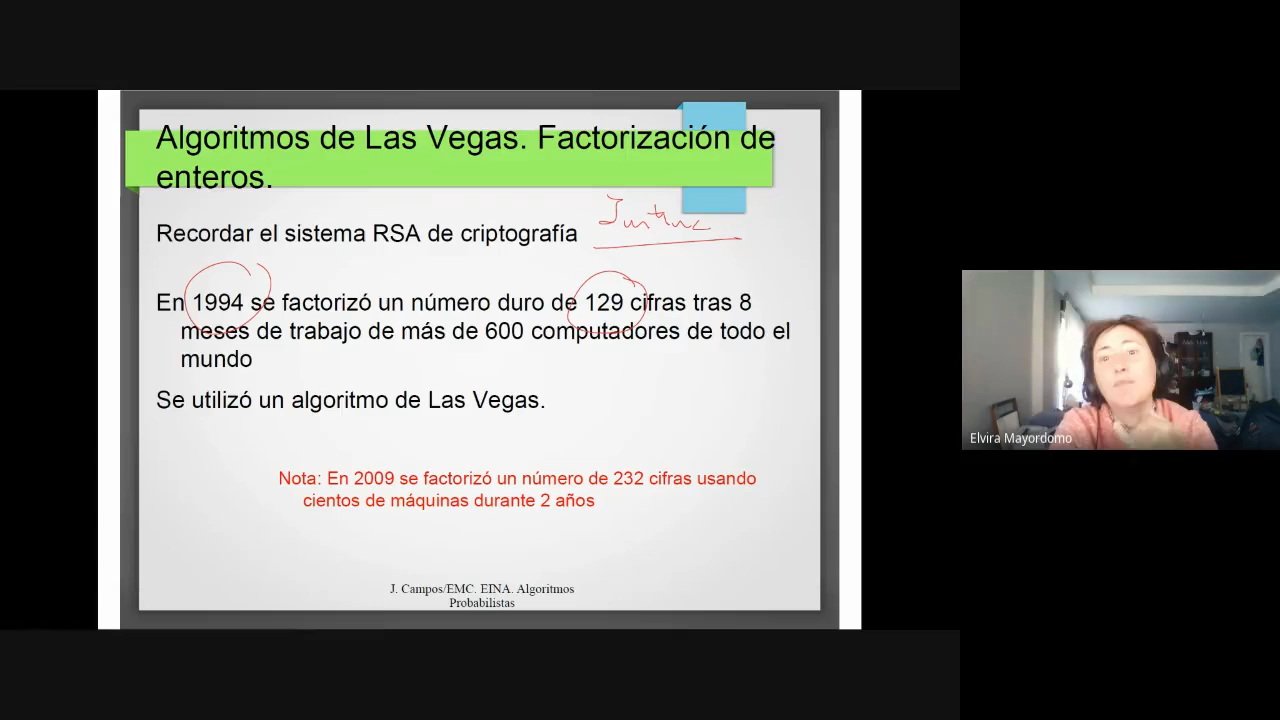 Algoritmos de Las Vegas. Factorización de
enteros.
Recordar el sistema RSA de criptografía
En 1994 se factorizó un número duro de 129 cifras tras 8
meses de trabajo de más de 600 computadores de todo el
mundo
Se utilizó un algoritmo de Las Vegas.
Nota: En 2009 se factorizó un número de 232 cifras usando
cientos de máquinas durante 2 años
J. Campos/EMC. EINA. Algoritmos
Probabilistas
Elvira Mayordomo